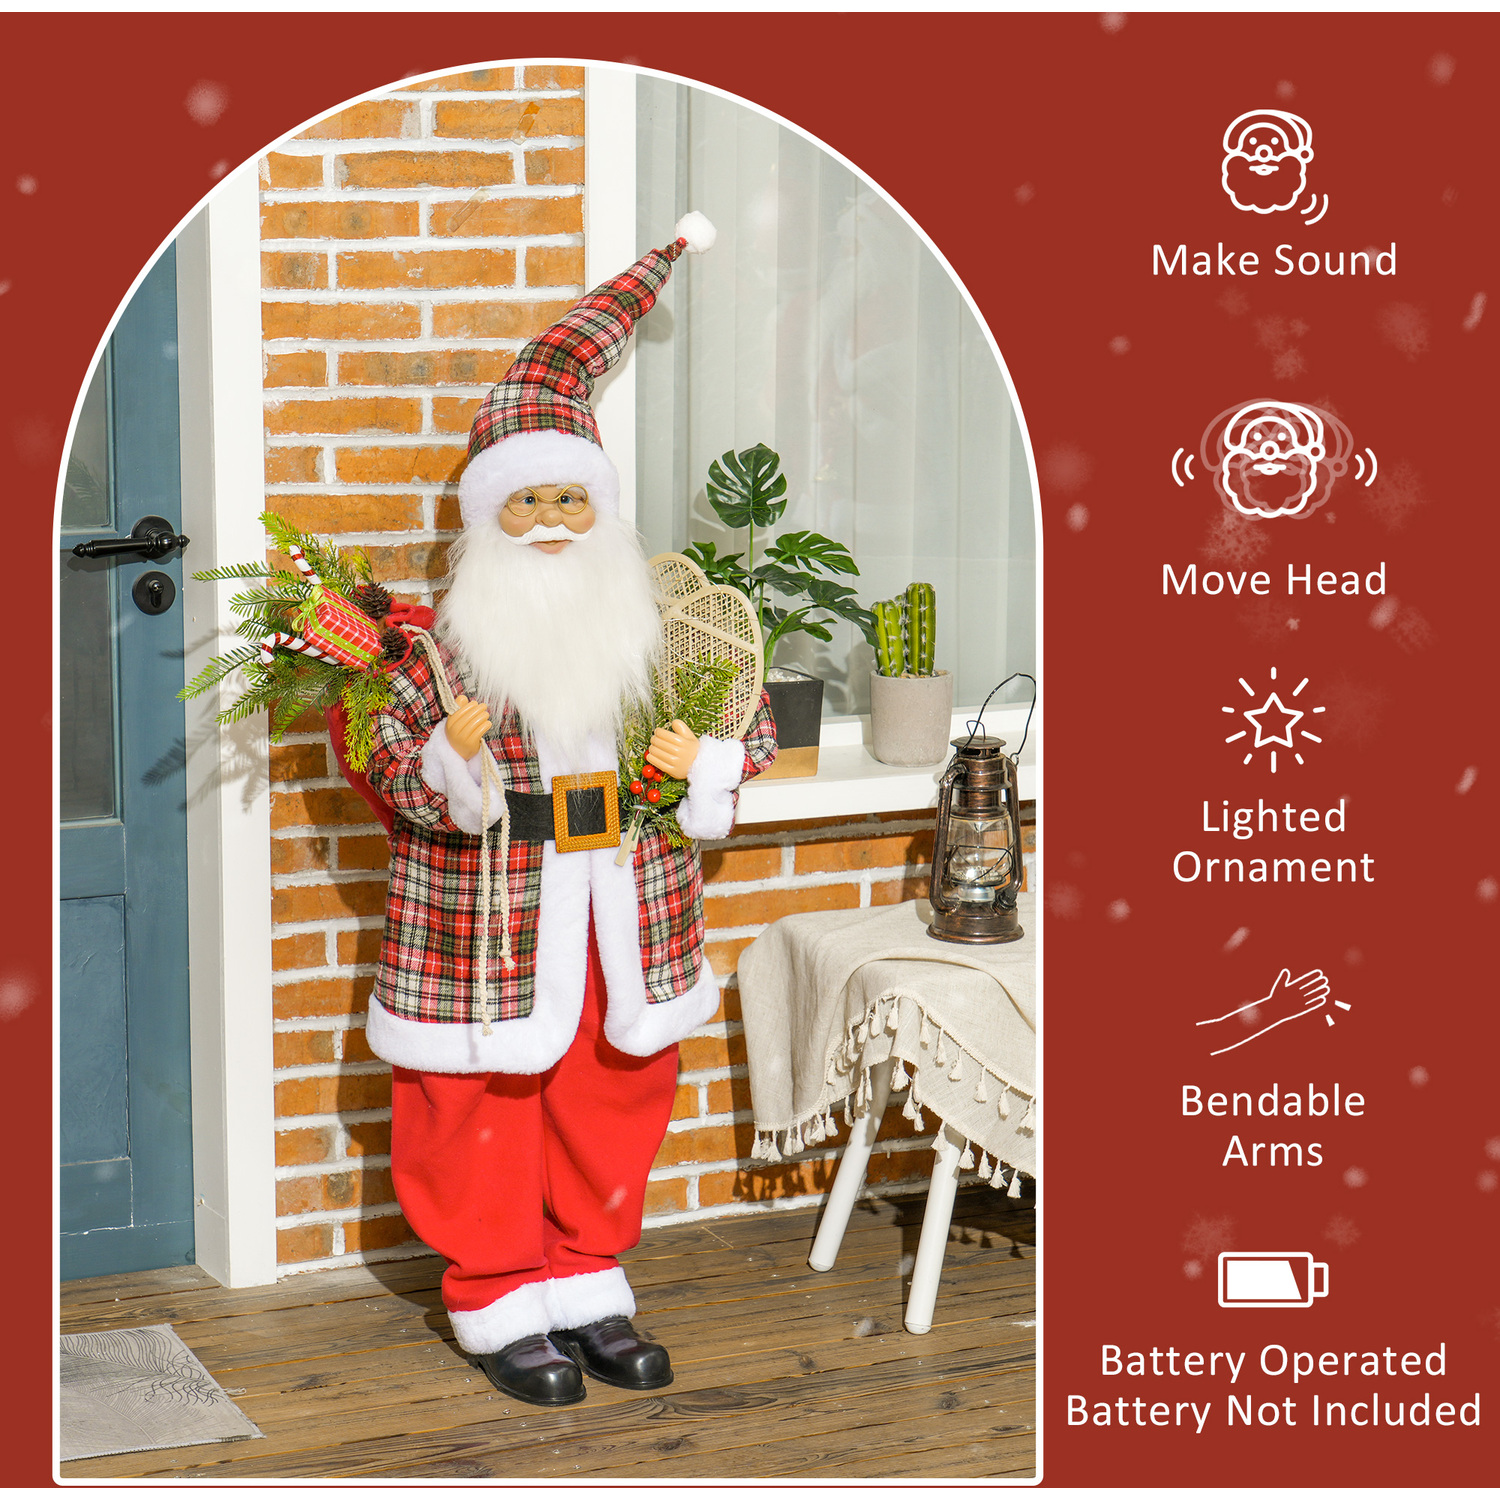 Make Sound
Move Head
Lighted
Ornament
Bendable
Arms
Battery Operated
Battery Not Included